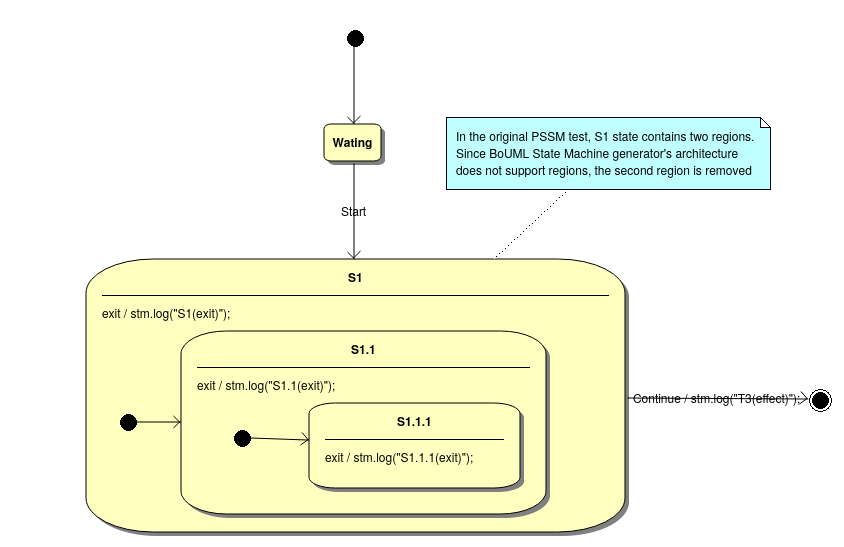 Wating
In the original PSSM test, S1 state contains two regions.
Since BoUML State Machine generator's architecture
does not support regions, the second region is removed
Start
S1
exit / stm.log("S1(exit)");
S1.1
exit / stm.log("S1.1(exit)");
Continue / stm.log("T3(effect)");
S1.1.1
exit / stm.log("S1.1.1(exit)");